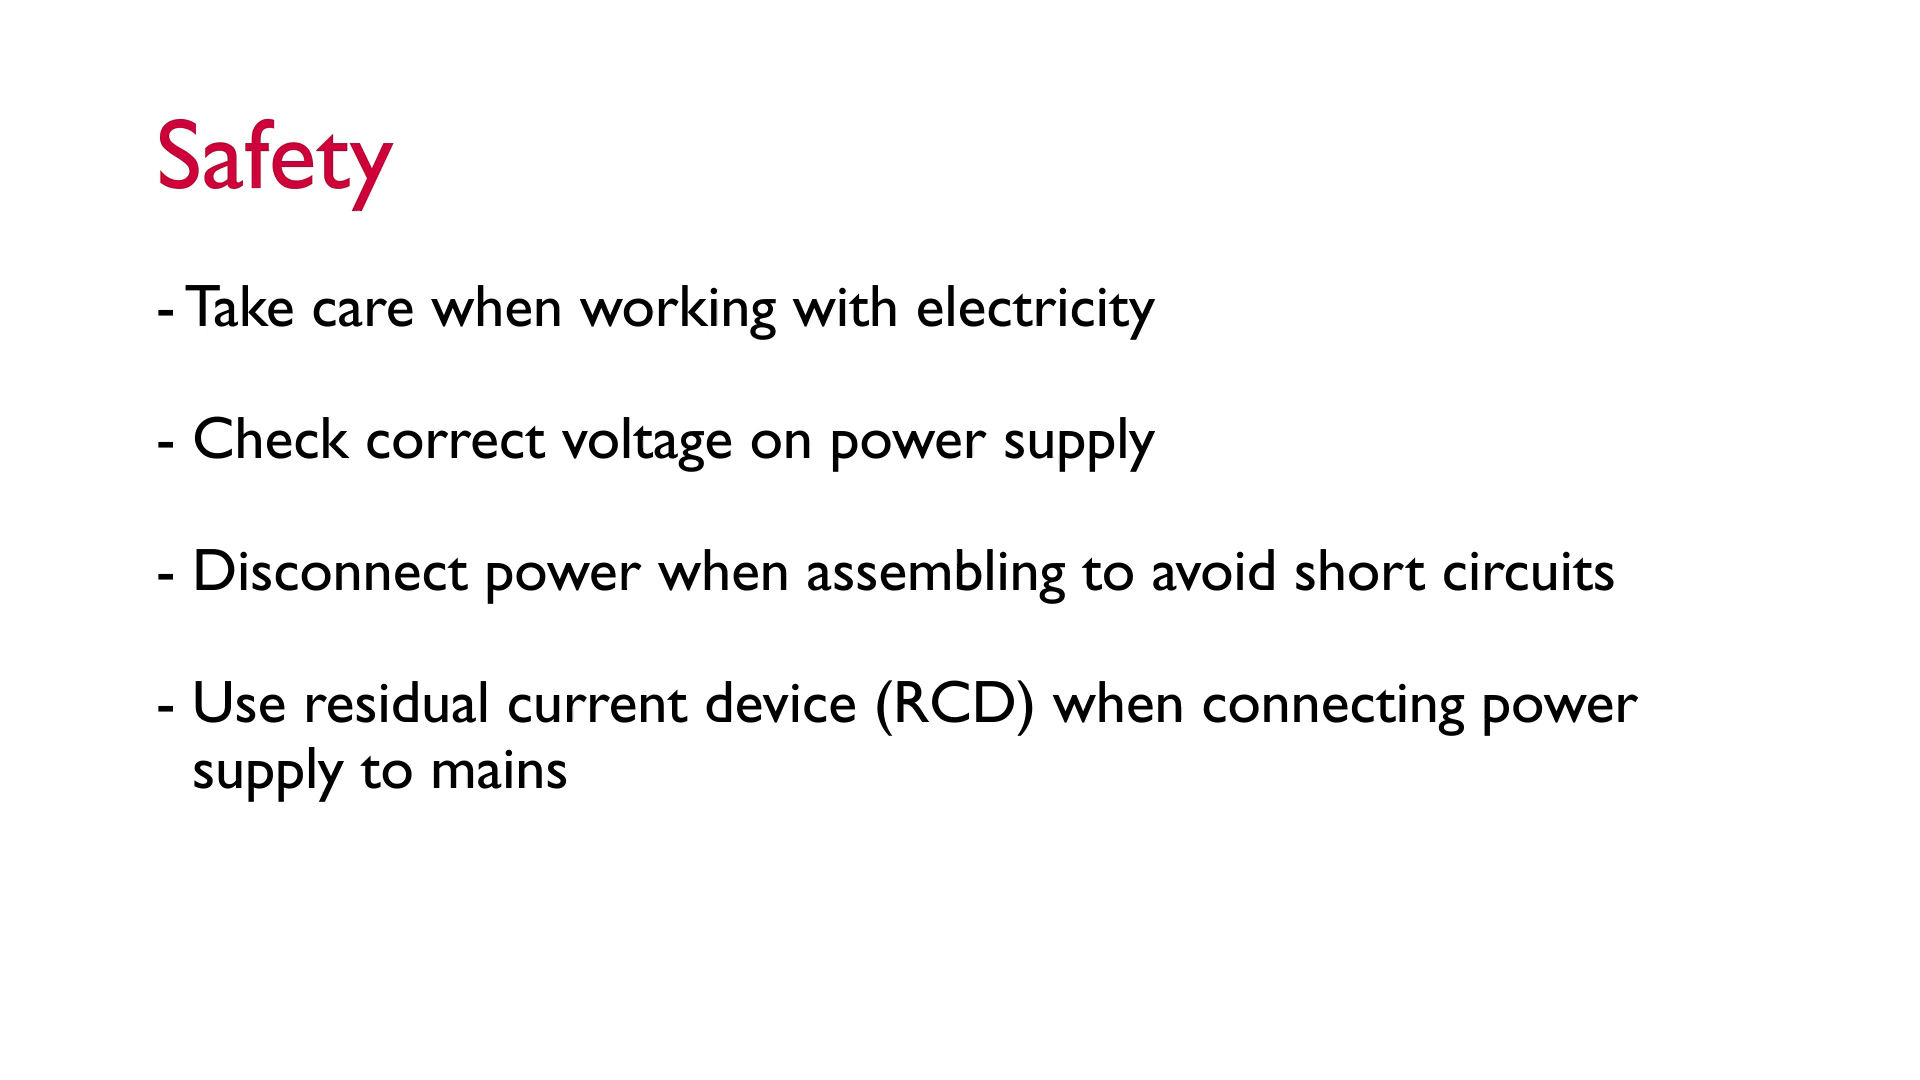 Safety
- Take care when working with electricity
- Check correct voltage on power supply
- Disconnect power when assembling to avoid short circuits
- Use residual current device (RCD) when connecting power
supply to mains